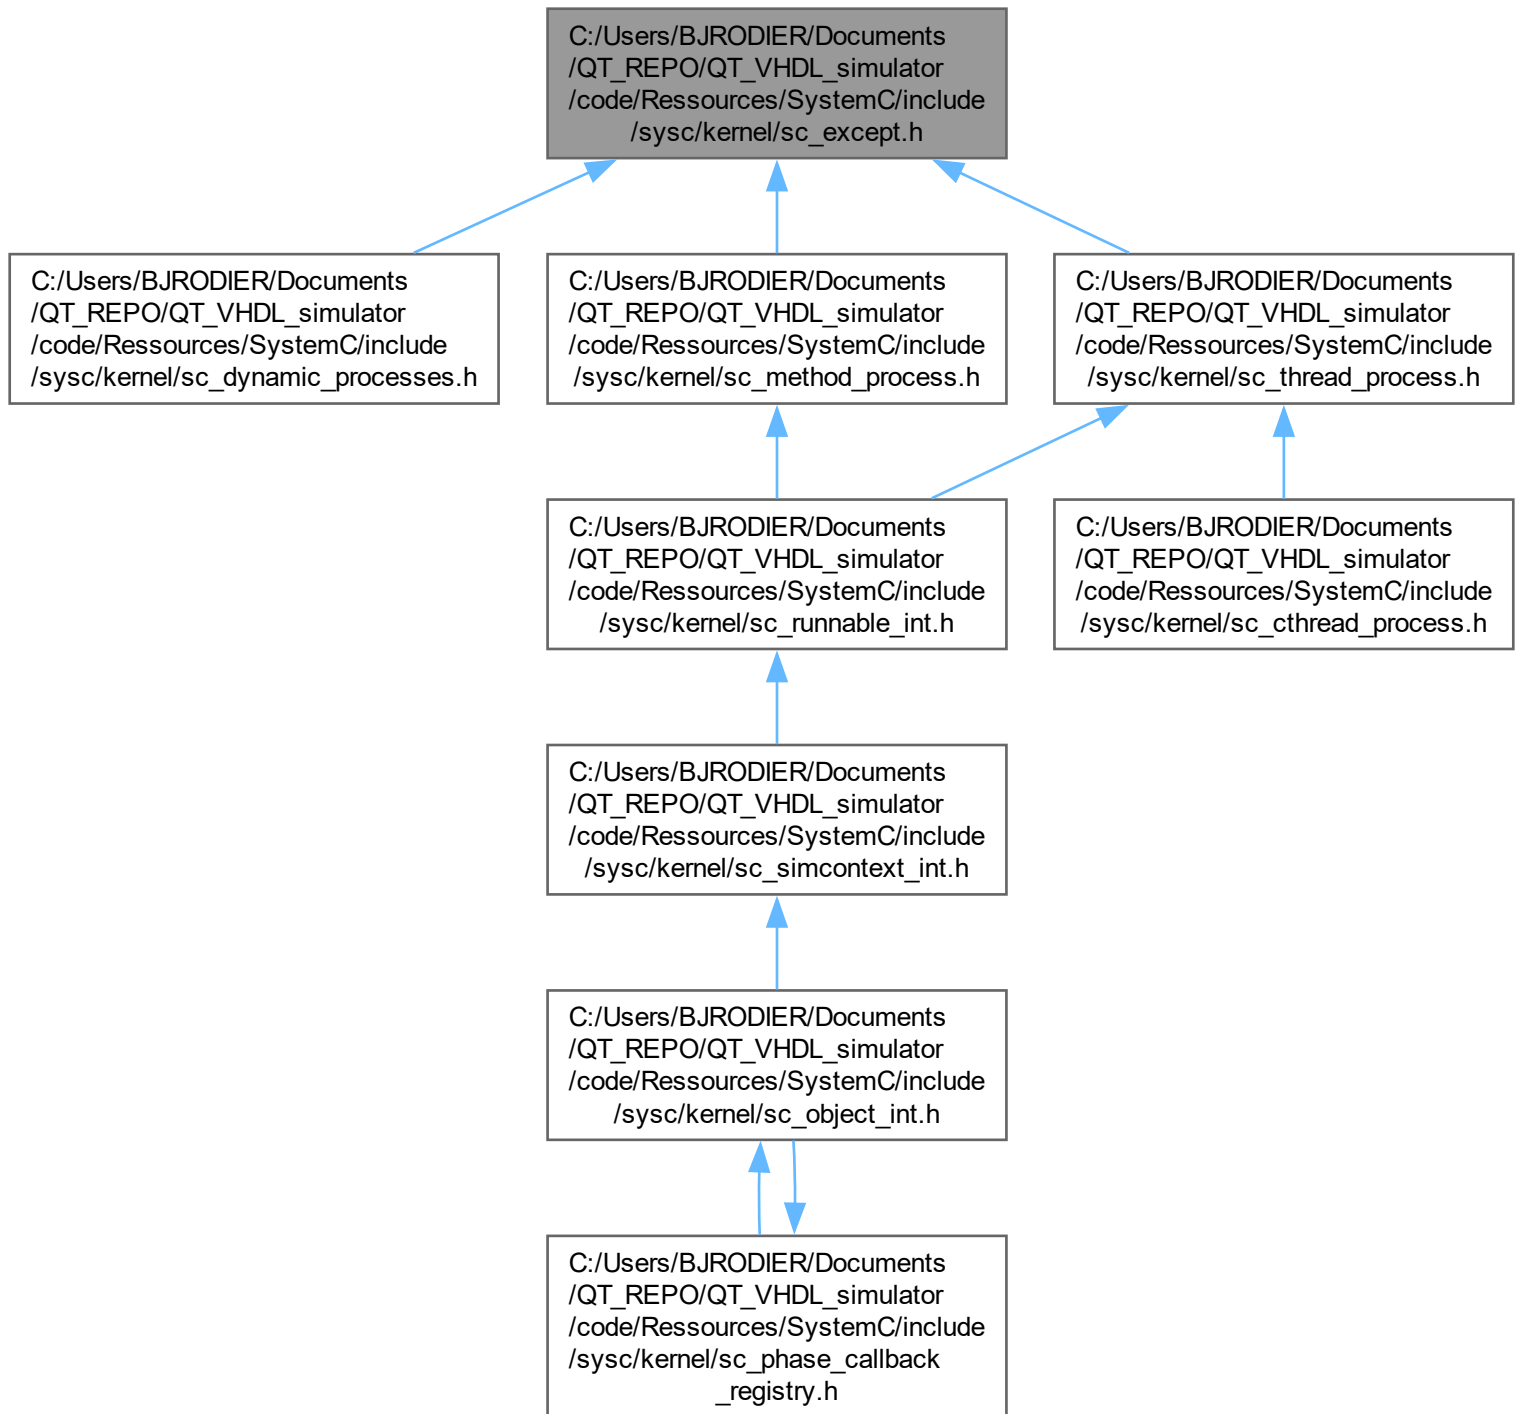 C:/Users/BJRODIER/Documents
/QT_REPO/QT_VHDL_simulator
/code/Ressources/SystemC/include
/sysc/kernel/sc_except.h
C:/Users/BJRODIER/Documents
/QT_REPO/QT_VHDL_simulator
/code/Ressources/SystemC/include
/sysc/kernel/sc_dynamic_processes.h
C:/Users/BJRODIER/Documents
/QT_REPO/QT_VHDL_simulator
/code/Ressources/SystemC/include
/sysc/kernel/sc_method_process.h
C:/Users/BJRODIER/Documents
/QT_REPO/QT_VHDL_simulator
/code/Ressources/SystemC/include
/sysc/kernel/sc_thread_process.h
C:/Users/BJRODIER/Documents
/QT_REPO/QT_VHDL_simulator
/code/Ressources/SystemC/include
/sysc/kernel/sc_runnable_int.h
C:/Users/BJRODIER/Documents
/QT_REPO/QT_VHDL_simulator
/code/Ressources/SystemC/include
/sysc/kernel/sc_cthread_process.h
C:/Users/BJRODIER/Documents
/QT_REPO/QT_VHDL_simulator
/code/Ressources/SystemC/include
/sysc/kernel/sc_simcontext_int.h
C:/Users/BJRODIER/Documents
/QT_REPO/QT_VHDL_simulator
/code/Ressources/SystemC/include
/sysc/kernel/sc_object_int.h
C:/Users/BJRODIER/Documents
/QT_REPO/QT_VHDL_simulator
/code/Ressources/SystemC/include
/sysc/kernel/sc_phase_callback
_registry.h